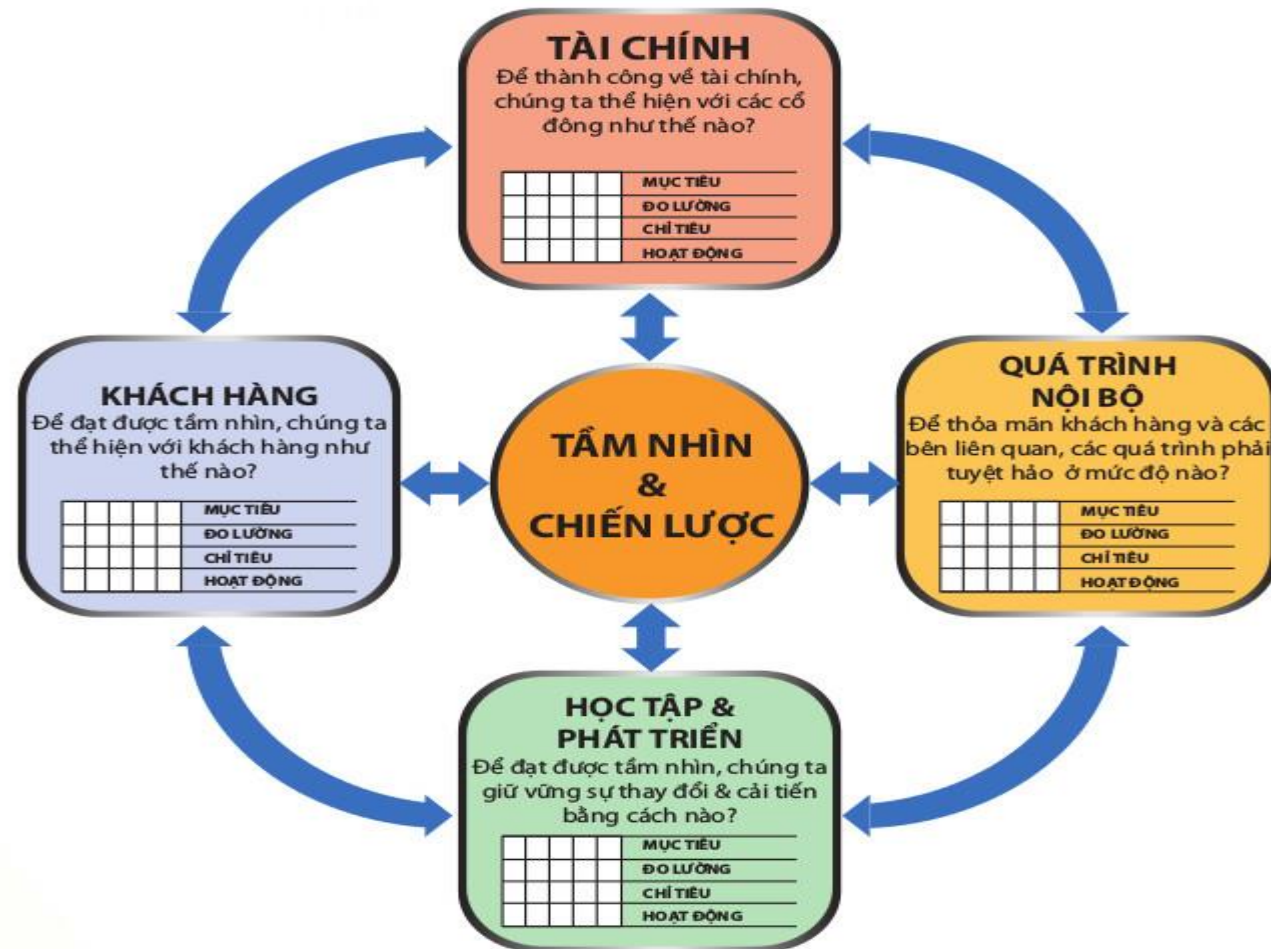 TÀI CHÍNH
Để thành công về tài chính,
chúng ta thể hiện với các cổ
đông như thế nào?
MỤC TIÊU
ĐO LƯỜNG
CHỈ TIÊU
HOẠT ĐỘNG
KHÁCH HÀNG
Để đạt được tầm nhìn, chúng ta
thể hiện với khách hàng như
thế nào?
MỤC TIÊU
ĐO LƯỜNG
CHỈ TIÊU
HOẠT ĐỘNG
TẦM NHÌN
&
CHIẾN LƯỢC
QUÁ TRÌNH
NỘI BỘ
Để thỏa mãn khách hàng và các
bên liên quan, các quá trình phải
tuyệt hảo ở mức độ nào?
MỤC TIÊU
ĐO LƯỜNG
CHỈ TIÊU
HOẠT ĐỘNG
HỌC TẬP &
PHÁT TRIỂN
Để đạt được tầm nhìn, chúng ta
giữ vững sự thay đổi & cải tiến
bằng cách nào?
MỤC TIÊU
ĐO LƯỜNG
CHỈ TIÊU
HOẠT ĐỘNG